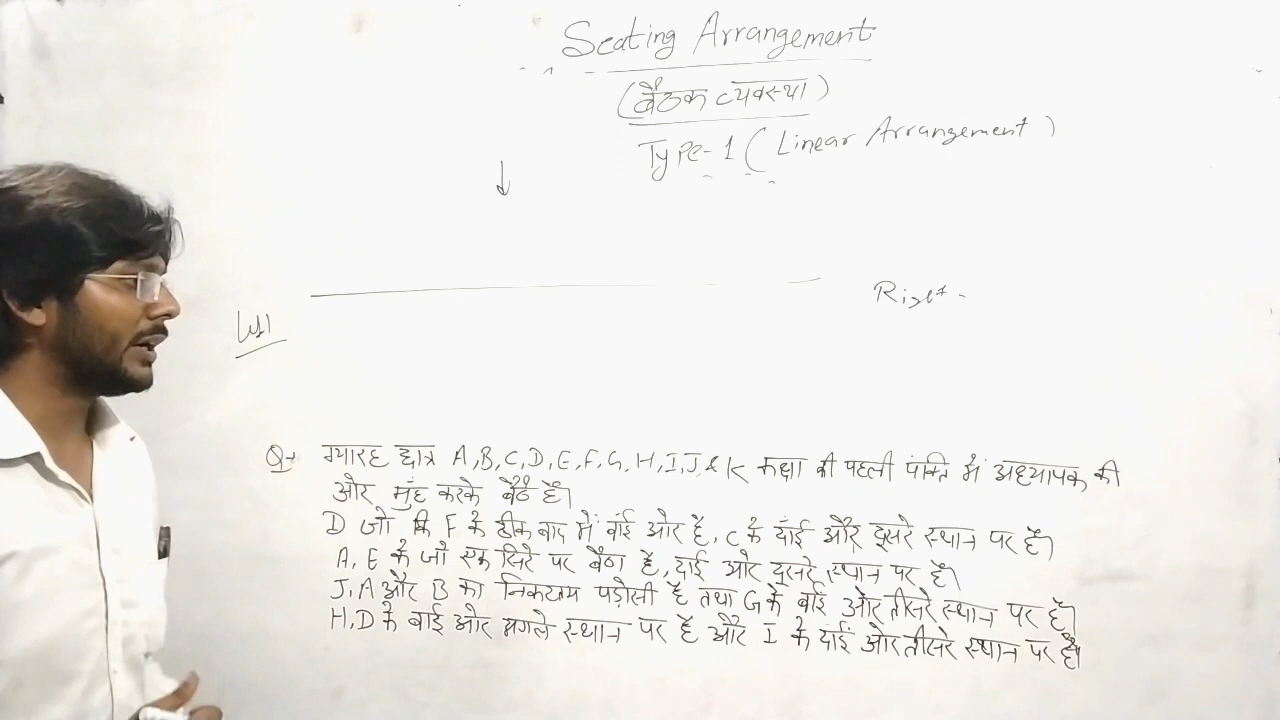 Seating Arrangement
(बैठक व्यवस्था)
Type-1 (Linear Arrangement)
Q→ ग्यारह छात्र A,B,C,D,E,F,G,H,I,J & K कक्षा की पहली पंक्ति में अध्यापक की
ओर मुंह करके बैठे हैं।
D जो कि F के ठीक बाद में बांई ओर है, C के दाईं और दूसरे स्थान पर है।
A, E के जो एक सिरे पर बैठा है, दाईं ओर दूसरे स्थान पर है।
J, A और B का निकटतम पड़ोसी है तथा G के बाईं ओर तीसरे स्थान पर है।
H, D के बाईं ओर अगले स्थान पर है और I के दाईं ओर तीसरे स्थान पर है।